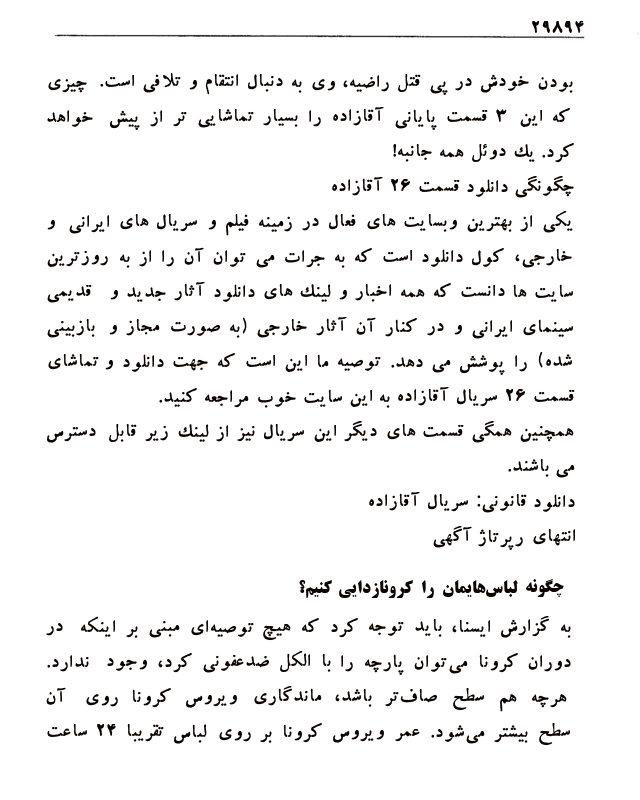 ۲۹۸۹۴
بودن خودش در پی قتل راضیه، وی به دنبال انتقام و تلافی است. چیزی
که این ۳ قسمت پایانی آقازاده را بسیار تماشایی تر از پیش خواهد
کرد. یك دوئل همه جانبه!
چگونگی دانلود قسمت ۲۶ آقازاده
یکی از بهترین وبسایت های فعال در زمینه فیلم و سریال های ایرانی و
خارجی، کول دانلود است که به جرات می توان آن را از به روزترین
سایت ها دانست که همه اخبار و لینك های دانلود آثار جدید و قدیمی
سینمای ایرانی و در کنار آن آثار خارجی (به صورت مجاز و بازبینی
شده) را پوشش می دهد. توصیه ما این است که جهت دانلود و تماشای
قسمت ۲۶ سریال آقازاده به این سایت خوب مراجعه کنید.
همچنین همگی قسمت های دیگر این سریال نیز از لینك زیر قابل دسترس
می باشند.
دانلود قانونی: سریال آقازاده
انتهای رپرتاژ آگهی
چگونه لباس‌هایمان را کرونازدایی کنیم؟
به گزارش ایسنا، باید توجه کرد که هیچ توصیه‌ای مبنی بر اینکه در
دوران کرونا می‌توان پارچه را با الکل ضدعفونی کرد، وجود ندارد.
هرچه هم سطح صاف‌تر باشد، ماندگاری ویروس کرونا روی آن
سطح بیشتر می‌شود. عمر ویروس کرونا بر روی لباس تقریبا ۲۴ ساعت